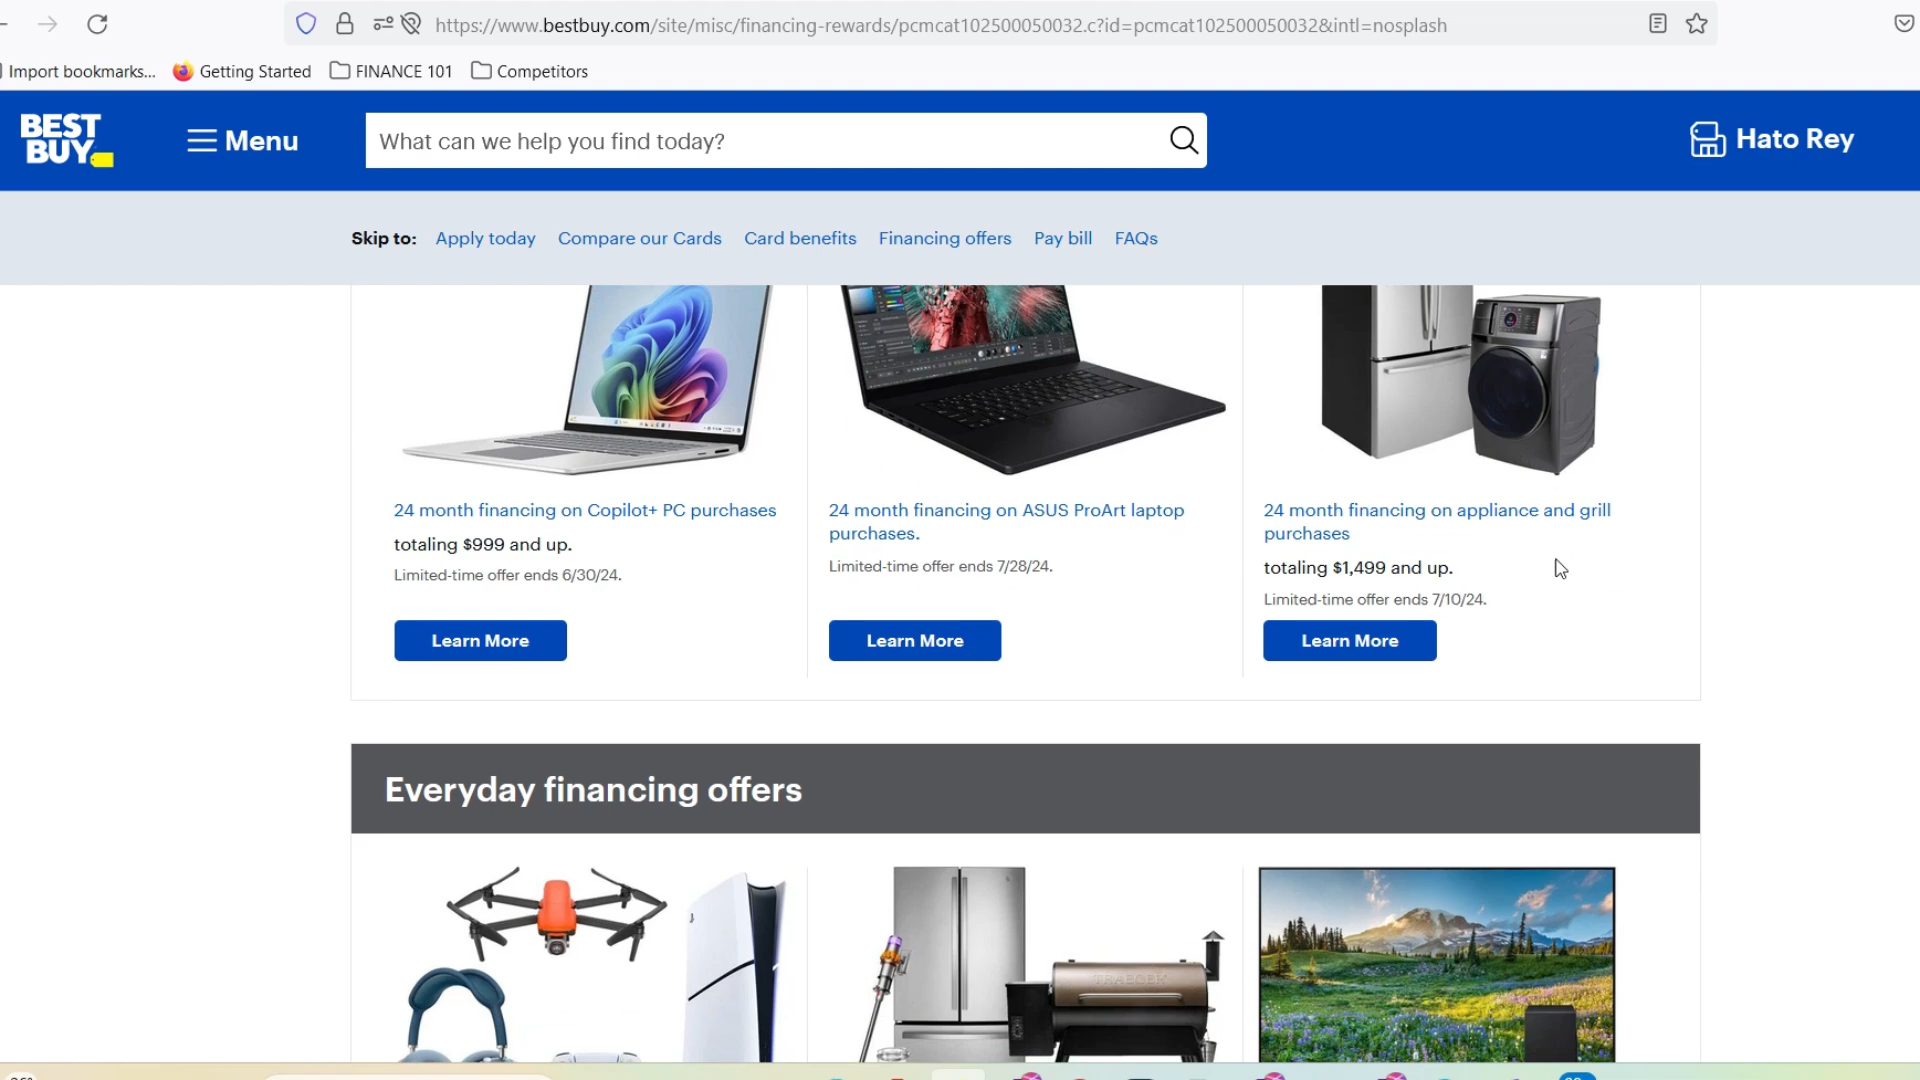 https://www.bestbuy.com/site/misc/financing-rewards/pcmcat102500050032.c?id=pcmcat102500050032&intl=nosplash
Import bookmarks... Getting Started FINANCE 101 Competitors
BEST BUY
Menu
What can we help you find today?
Hato Rey
Skip to: Apply today Compare our Cards Card benefits Financing offers Pay bill FAQs
24 month financing on Copilot+ PC purchases
totaling $999 and up.
Limited-time offer ends 6/30/24.
Learn More
24 month financing on ASUS ProArt laptop
purchases.
Limited-time offer ends 7/28/24.
Learn More
24 month financing on appliance and grill
purchases
totaling $1,499 and up.
Limited-time offer ends 7/10/24.
Learn More
Everyday financing offers
TRAEGER